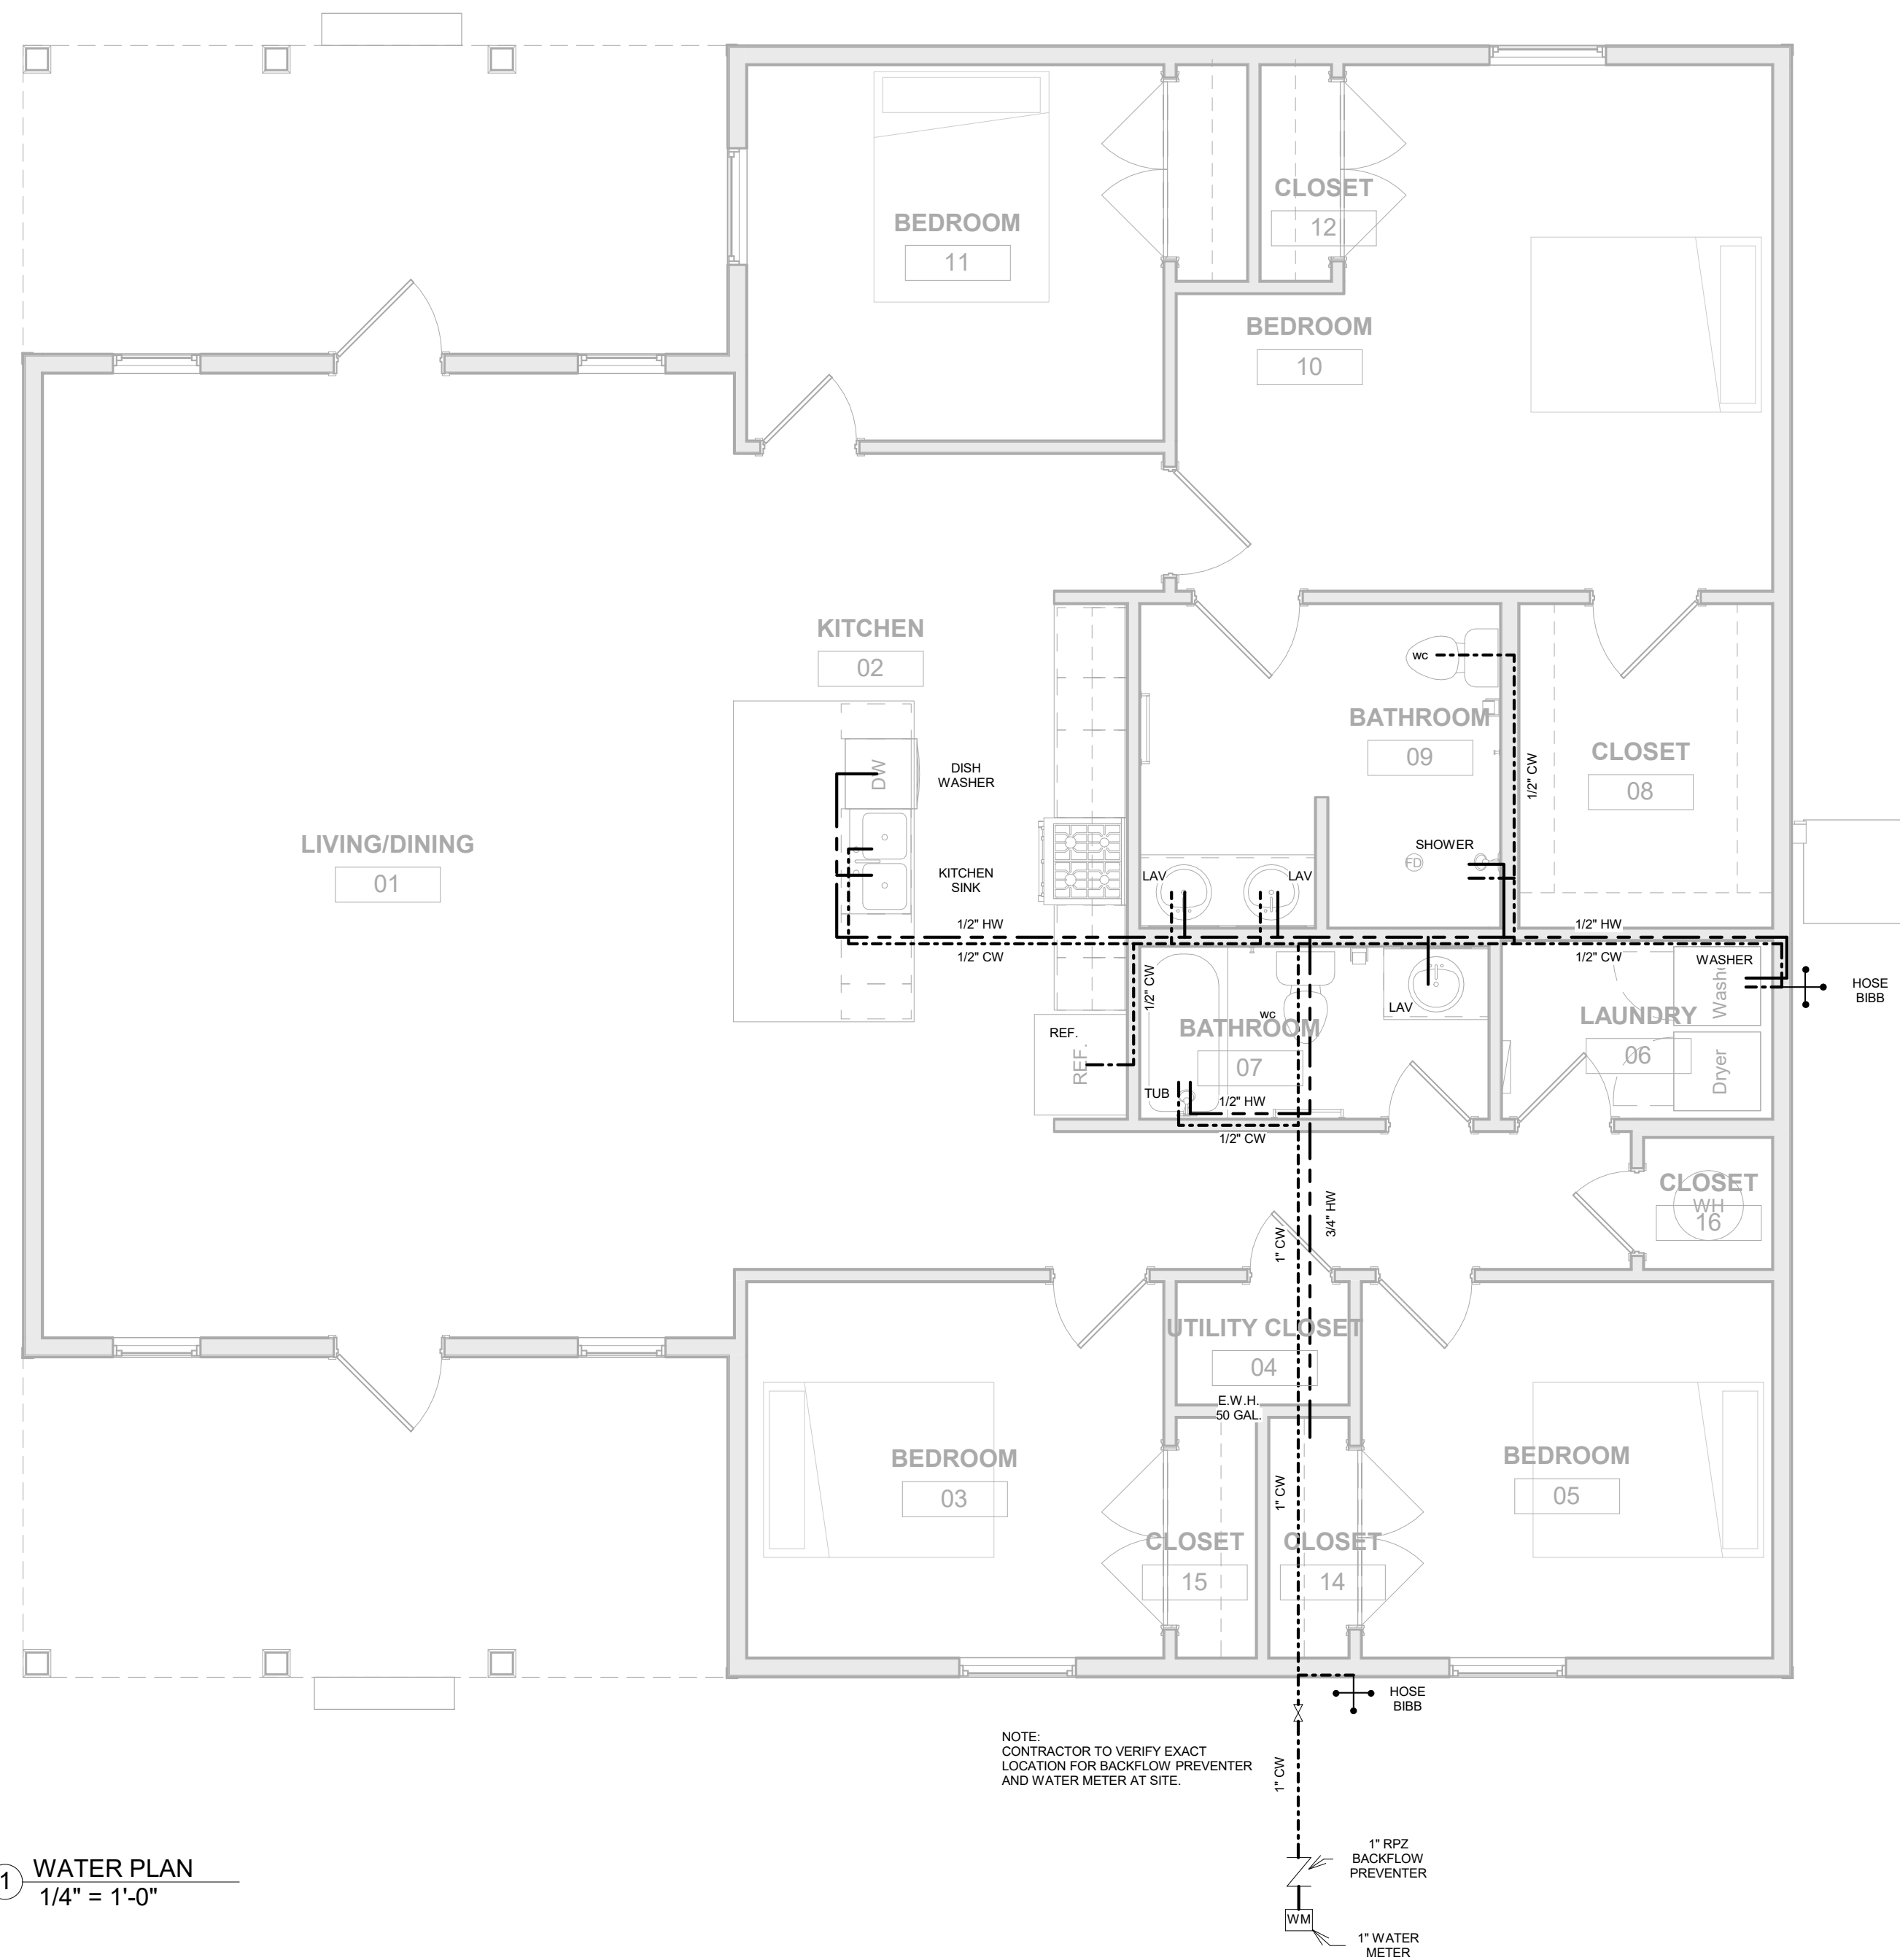 BEDROOM
11
CLOSET
12
BEDROOM
10
KITCHEN
02
wc
BATHROOM
09
CLOSET
08
1/2" CW
DISH
WASHER
DW
LIVING/DINING
01
SHOWER
FD
KITCHEN
SINK
LAV
LAV
1/2" HW
1/2" CW
1/2" HW
1/2" CW
WASHER
Washe
HOSE
BIBB
1/2" CW
LAV
wc
BATHROOM
07
LAUNDRY
06
Dryer
REF.
REF.
TUB
1/2" HW
1/2" CW
CLOSET
WH
16
3/4" HW
1" CW
UTILITY CLOSET
04
E.W.H.
50 GAL.
BEDROOM
03
BEDROOM
05
1" CW
CLOSET
15
CLOSET
14
HOSE
BIBB
NOTE:
CONTRACTOR TO VERIFY EXACT
LOCATION FOR BACKFLOW PREVENTER
AND WATER METER AT SITE.
1" CW
1" RPZ
BACKFLOW
PREVENTER
WM
1" WATER
METER
1
WATER PLAN
1/4" = 1'-0"